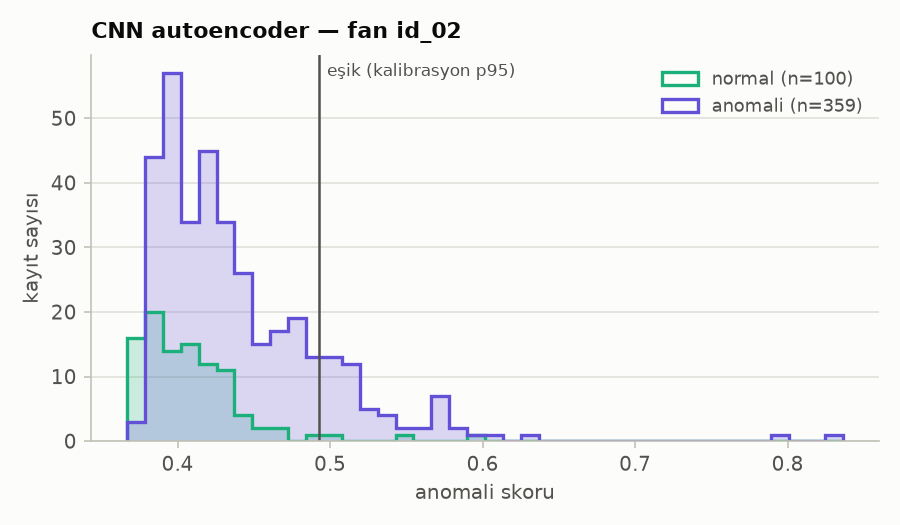 CNN autoencoder — fan id_02
eşik (kalibrasyon p95)
normal (n=100)
anomali (n=359)
kayıt sayısı
50
40
30
20
10
0
0.4 0.5 0.6 0.7 0.8
anomali skoru